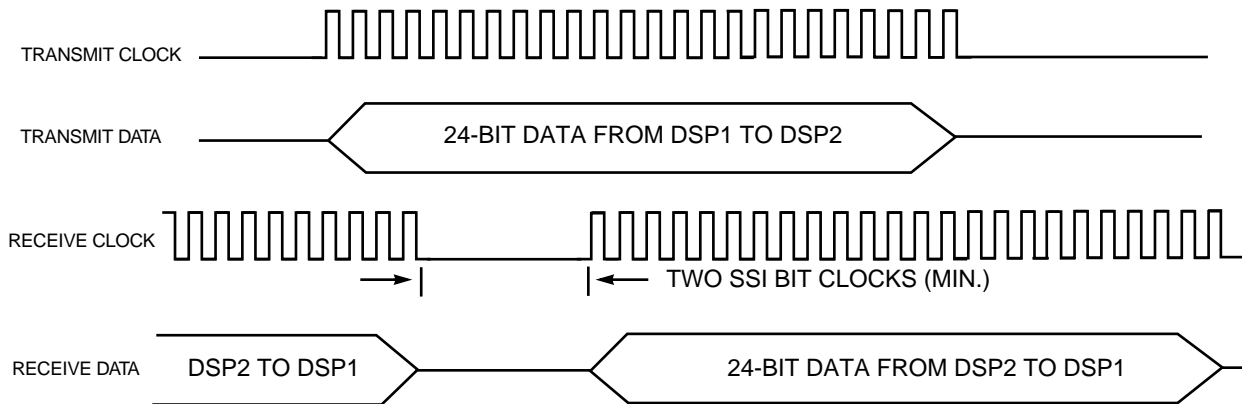 TRANSMIT CLOCK
TRANSMIT DATA
24-BIT DATA FROM DSP1 TO DSP2
RECEIVE CLOCK
TWO SSI BIT CLOCKS (MIN.)
RECEIVE DATA
DSP2 TO DSP1
24-BIT DATA FROM DSP2 TO DSP1